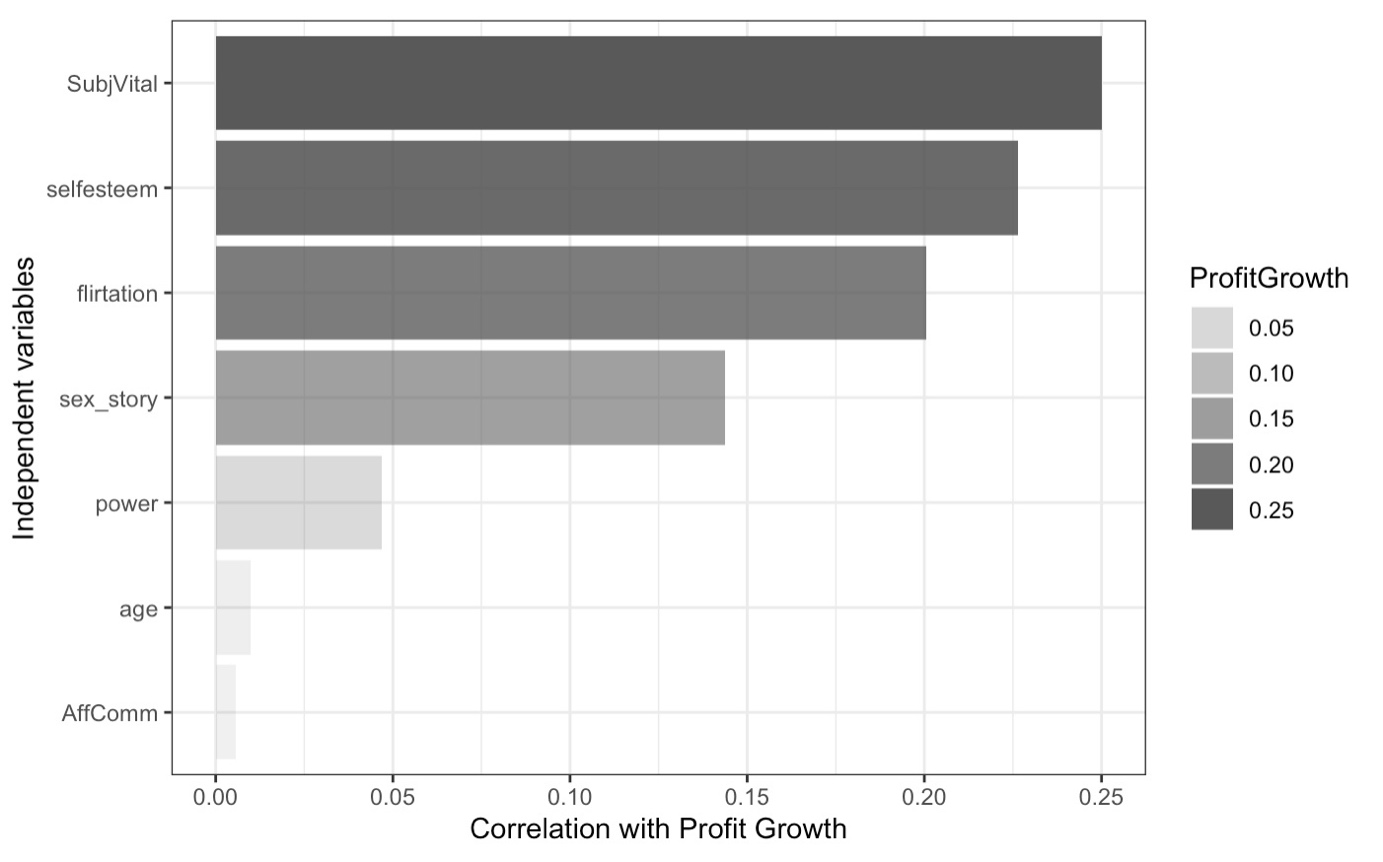 SubjVital
selfesteem
flirtation
sex_story
power
age
AffComm
Independent variables
0.00 0.05 0.10 0.15 0.20 0.25
Correlation with Profit Growth
ProfitGrowth
0.05
0.10
0.15
0.20
0.25